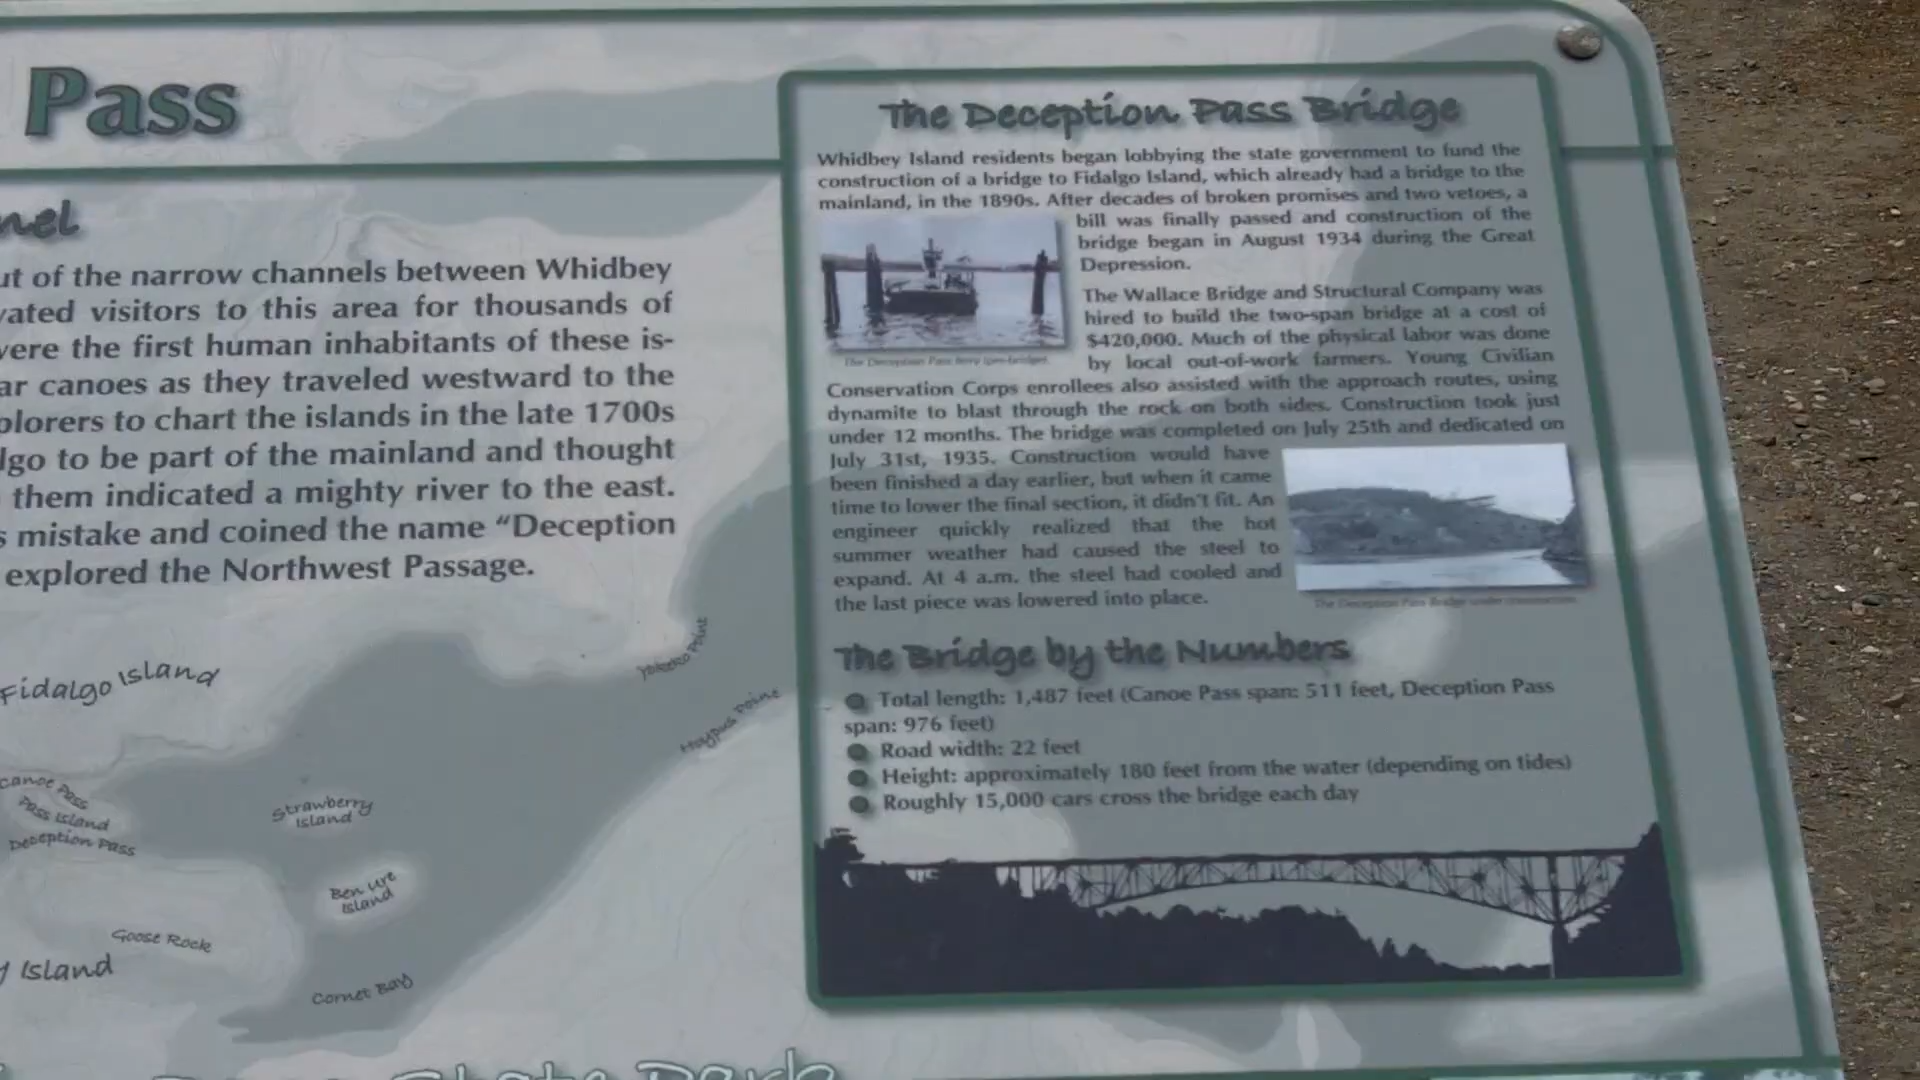 Pass
nel
ut of the narrow channels between Whidbey
vated visitors to this area for thousands of
vere the first human inhabitants of these is-
ar canoes as they traveled westward to the
plorers to chart the islands in the late 1700s
lgo to be part of the mainland and thought
them indicated a mighty river to the east.
s mistake and coined the name “Deception
explored the Northwest Passage.
Fidalgo Island
Yokeko Point
Hoypus Point
Canoe Pass
Pass Island
Deception Pass
Strawberry
Island
Ben Ure
Island
Goose Rock
y Island
Cornet Bay
State Park
The Deception Pass Bridge
Whidbey Island residents began lobbying the state government to fund the
construction of a bridge to Fidalgo Island, which already had a bridge to the
mainland, in the 1890s. After decades of broken promises and two vetoes, a
bill was finally passed and construction of the
bridge began in August 1934 during the Great
Depression.
The Deception Pass ferry (pre-bridge).
The Wallace Bridge and Structural Company was
hired to build the two-span bridge at a cost of
$420,000. Much of the physical labor was done
by local out-of-work farmers. Young Civilian
Conservation Corps enrollees also assisted with the approach routes, using
dynamite to blast through the rock on both sides. Construction took just
under 12 months. The bridge was completed on July 25th and dedicated on
July 31st, 1935. Construction would have
been finished a day earlier, but when it came
time to lower the final section, it didn't fit. An
engineer quickly realized that the hot
summer weather had caused the steel to
expand. At 4 a.m. the steel had cooled and
the last piece was lowered into place.
The Deception Pass Bridge under construction.
The Bridge by the Numbers
Total length: 1,487 feet (Canoe Pass span: 511 feet, Deception Pass
span: 976 feet)
Road width: 22 feet
Height: approximately 180 feet from the water (depending on tides)
Roughly 15,000 cars cross the bridge each day